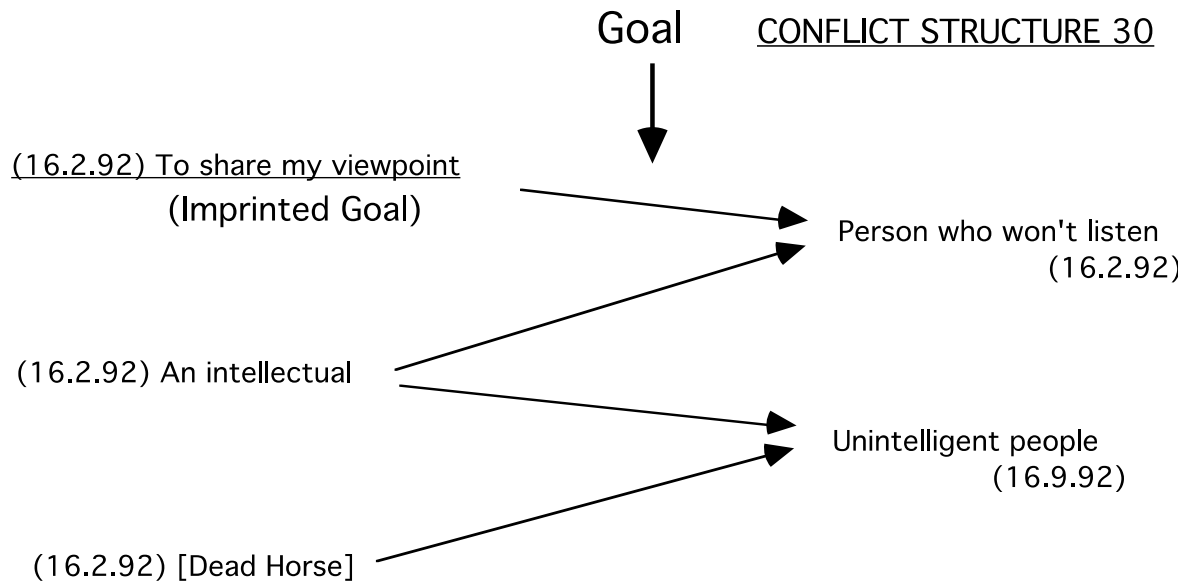 Goal CONFLICT STRUCTURE 30
(16.2.92) To share my viewpoint
(Imprinted Goal)
Person who won't listen
(16.2.92)
(16.2.92) An intellectual
Unintelligent people
(16.9.92)
(16.2.92) [Dead Horse]